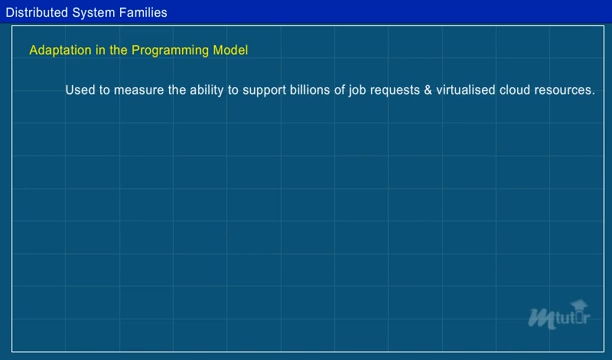 Distributed System Families
Adaptation in the Programming Model
Used to measure the ability to support billions of job requests & virtualised cloud resources.
Mtutor